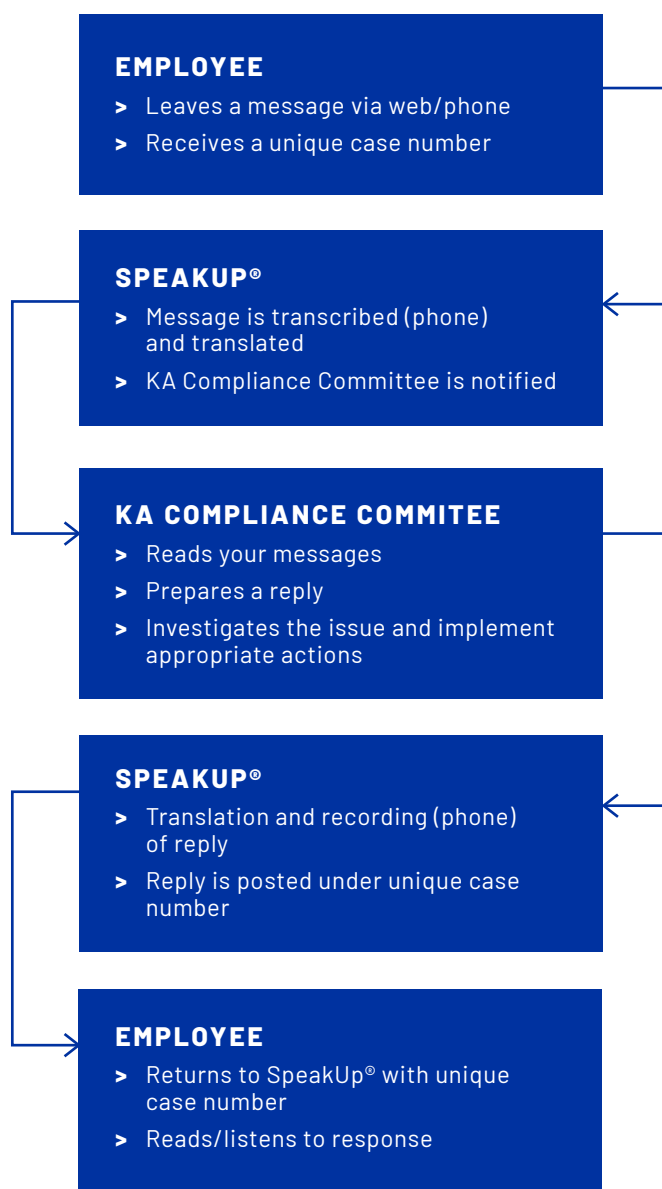 EMPLOYEE
> Leaves a message via web/phone
> Receives a unique case number
SPEAKUP®
> Message is transcribed (phone)
and translated
> KA Compliance Committee is notified
KA COMPLIANCE COMMITEE
> Reads your messages
> Prepares a reply
> Investigates the issue and implement
appropriate actions
SPEAKUP®
> Translation and recording (phone)
of reply
> Reply is posted under unique case
number
EMPLOYEE
> Returns to SpeakUp® with unique
case number
> Reads/listens to response